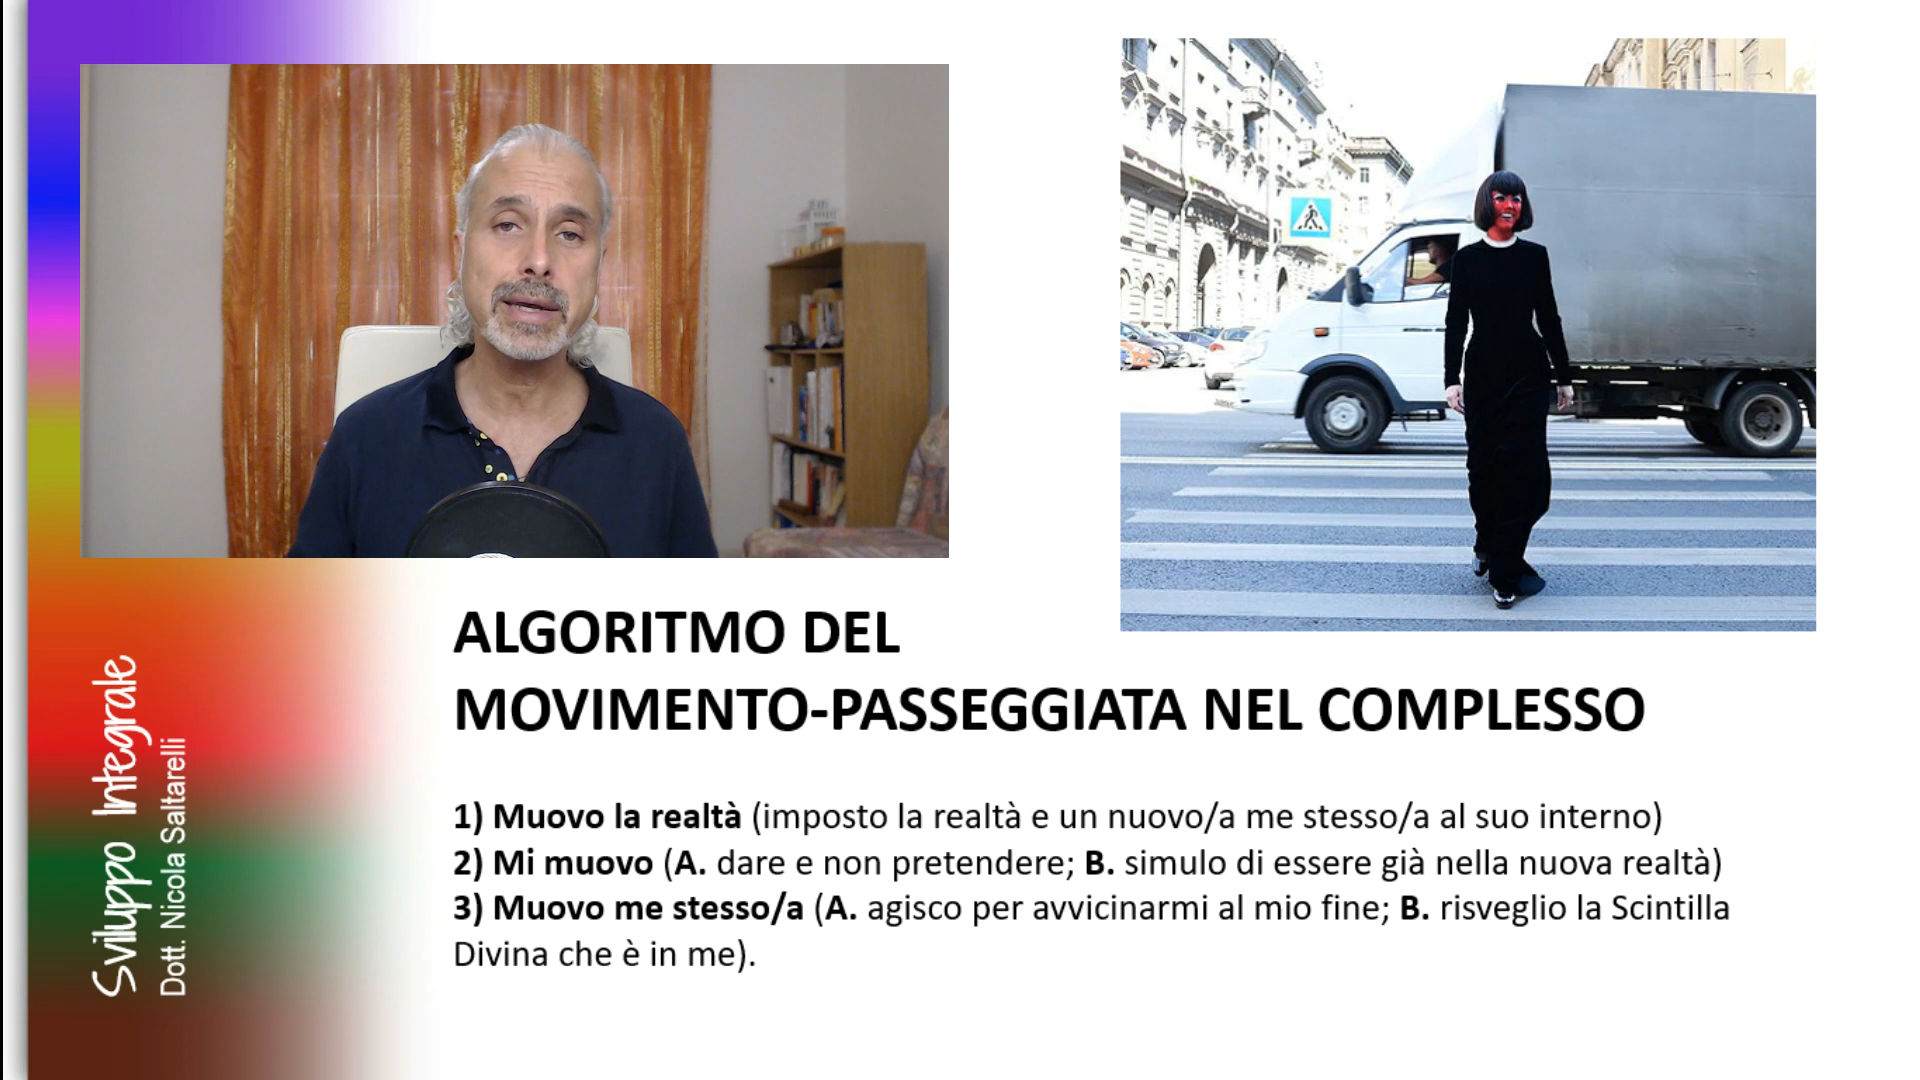 ALGORITMO DEL
MOVIMENTO-PASSEGGIATA NEL COMPLESSO
1) Muovo la realtà (imposto la realtà e un nuovo/a me stesso/a al suo interno)
2) Mi muovo (A. dare e non pretendere; B. simulo di essere già nella nuova realtà)
3) Muovo me stesso/a (A. agisco per avvicinarmi al mio fine; B. risveglio la Scintilla
Divina che è in me).
Sviluppo Integrale
Dott. Nicola Saltarelli